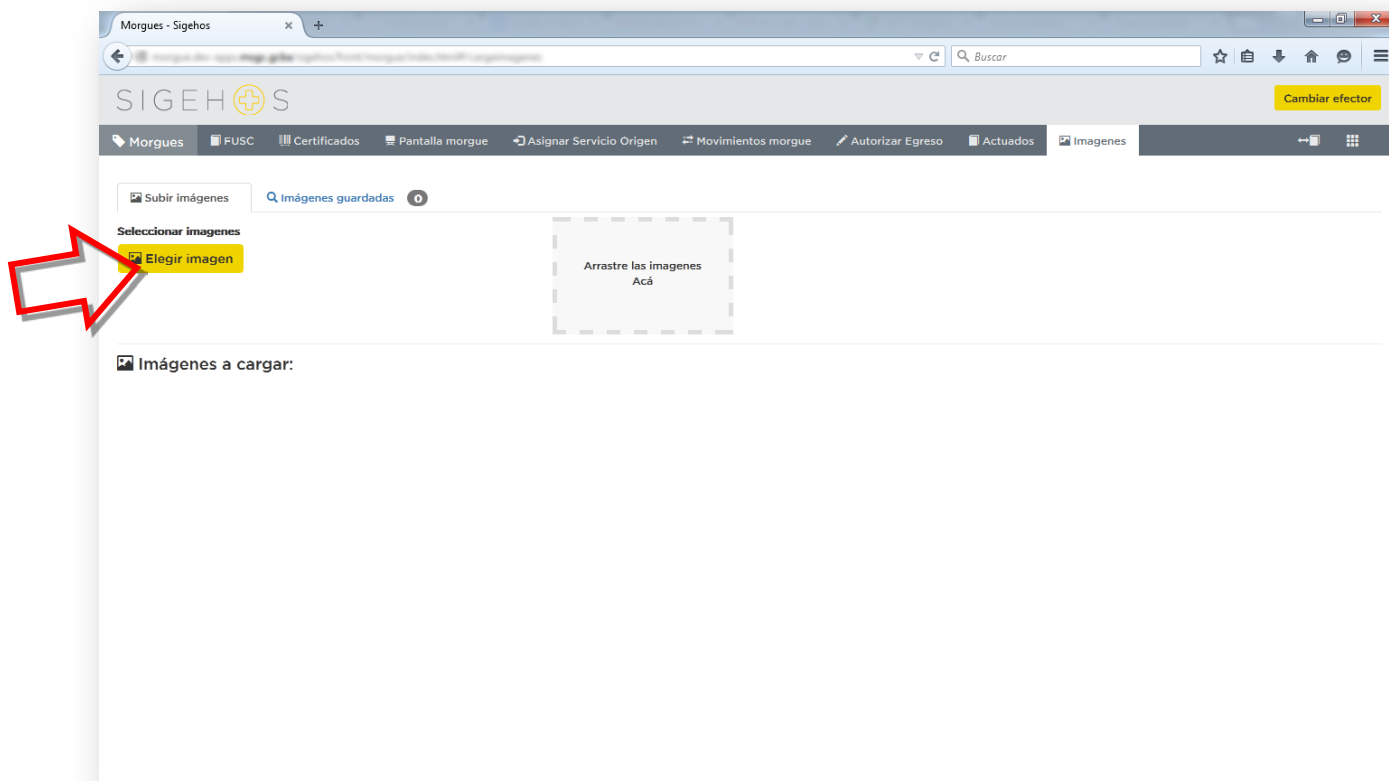 Morgues - Sigehos
Buscar
SIGEHOS
Cambiar efector
Morgues FUSC Certificados Pantalla morgue Asignar Servicio Origen Movimientos morgue Autorizar Egreso Actuados Imagenes
Subir imágenes Imágenes guardadas 0
Seleccionar imagenes
Elegir imagen
Arrastre las imagenes
Acá
Imágenes a cargar: